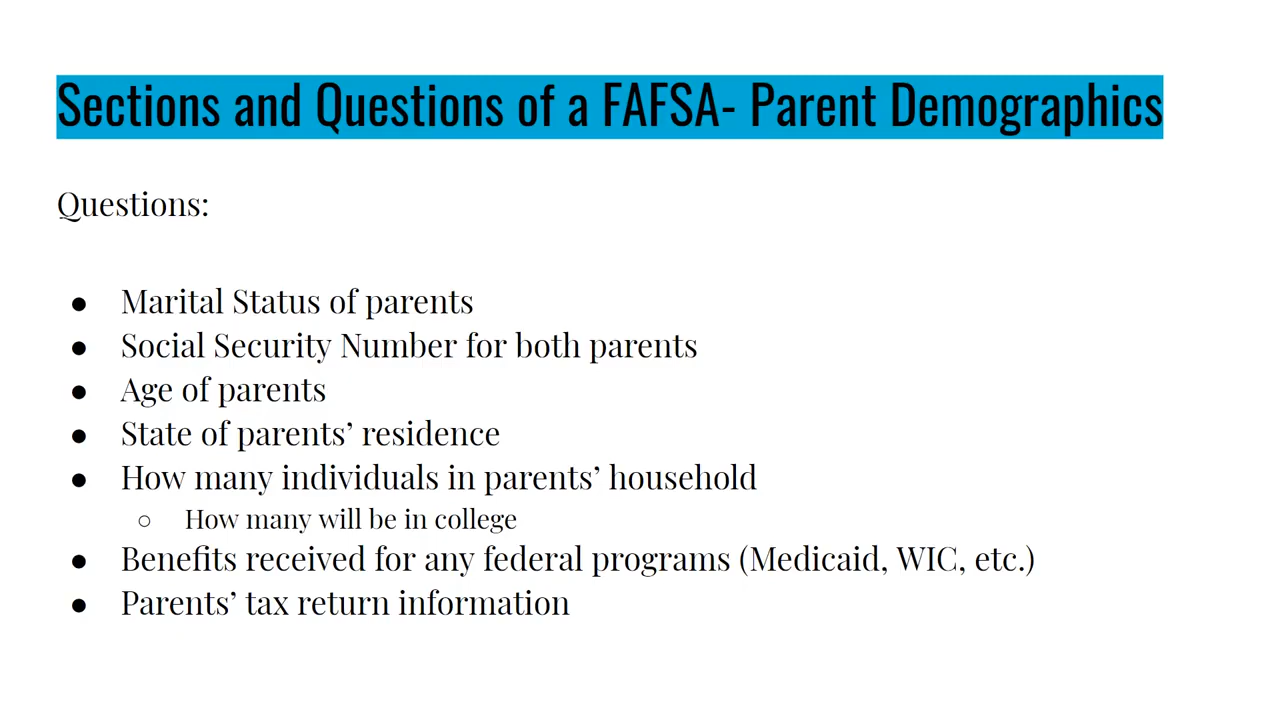 Sections and Questions of a FAFSA- Parent Demographics
Questions:
● Marital Status of parents
● Social Security Number for both parents
● Age of parents
● State of parents’ residence
● How many individuals in parents’ household
○ How many will be in college
● Benefits received for any federal programs (Medicaid, WIC, etc.)
● Parents’ tax return information